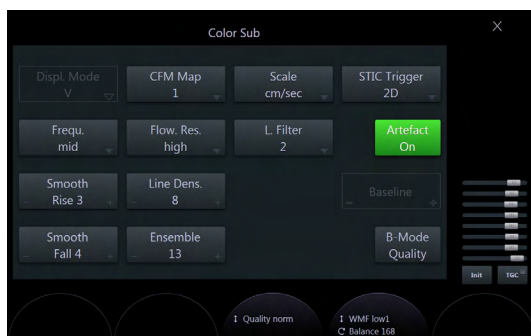 Color Sub
X
Displ. Mode
V
CFM Map
1
Scale
cm/sec
STIC Trigger
2D
Frequ.
mid
Flow. Res.
high
L. Filter
2
Artefact
On
Smooth
Rise 3
Line Dens.
8
Baseline
Smooth
Fall 4
Ensemble
13
B-Mode
Quality
Init
TGC
Quality norm
WMF low1
Balance 168